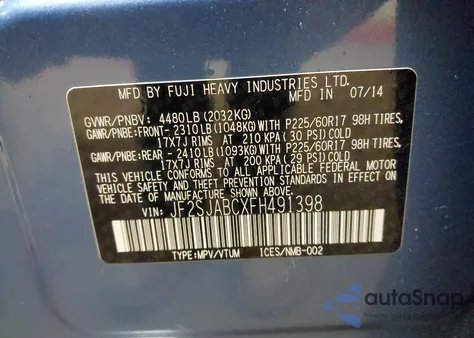 MFD BY FUJI HEAVY INDUSTRIES LTD.
MADE IN 07/14
GVWR/PNBV: 4480LB(2032KG)
GAWR/PNBE:FRONT-2310LB(1048KG)WITH P225/60R17 98H TIRES,
17X7J RIMS, AT 210 KPA (30 PSI) COLD
GAWR/PNBE:REAR -2410LB(1093KG)WITH P225/60R17 98H TIRES,
17X7J RIMS, AT 200 KPA (29 PSI) COLD
THIS VEHICLE CONFORMS TO ALL APPLICABLE FEDERAL MOTOR
VEHICLE SAFETY, BUMPER, AND THEFT PREVENTION STANDARDS IN EFFECT ON
THE DATE OF MANUFACTURE SHOWN ABOVE.
VIN: JF2SJABCXFH491398
TYPE:MPV/VTUM ICES/NMB-002
autoSnap